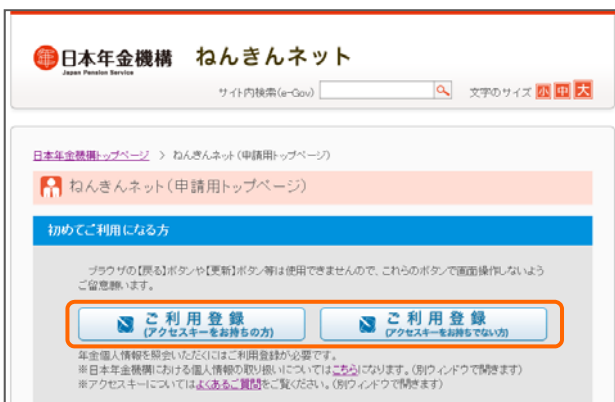 日本年金機構 ねんきんネット
Japan Pension Service
サイト内検索(e-Gov) 文字のサイズ 小 中 大
日本年金機構トップページ > ねんきんネット(申請用トップページ)
ねんきんネット(申請用トップページ)
初めてご利用になる方
ブラウザの【戻る】ボタンや【更新】ボタン等は使用できませんので、これらのボタンで画面操作しないよう
ご留意願います。
ご利用登録 ご利用登録
(アクセスキーをお持ちの方) (アクセスキーをお持ちでない方)
年金個人情報を照会いただくにはご利用登録が必要です。
※日本年金機構における個人情報の取り扱いについてはこちらになります。(別ウィンドウで開きます)
※アクセスキーについてはよくあるご質問をご覧ください。(別ウィンドウで開きます)